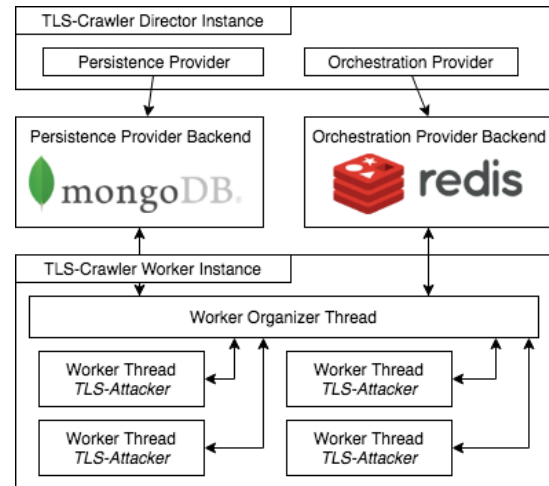 TLS-Crawler Director Instance
Persistence Provider
Orchestration Provider
Persistence Provider Backend
mongoDB®
Orchestration Provider Backend
redis
TLS-Crawler Worker Instance
Worker Organizer Thread
Worker Thread
TLS-Attacker
Worker Thread
TLS-Attacker
Worker Thread
TLS-Attacker
Worker Thread
TLS-Attacker